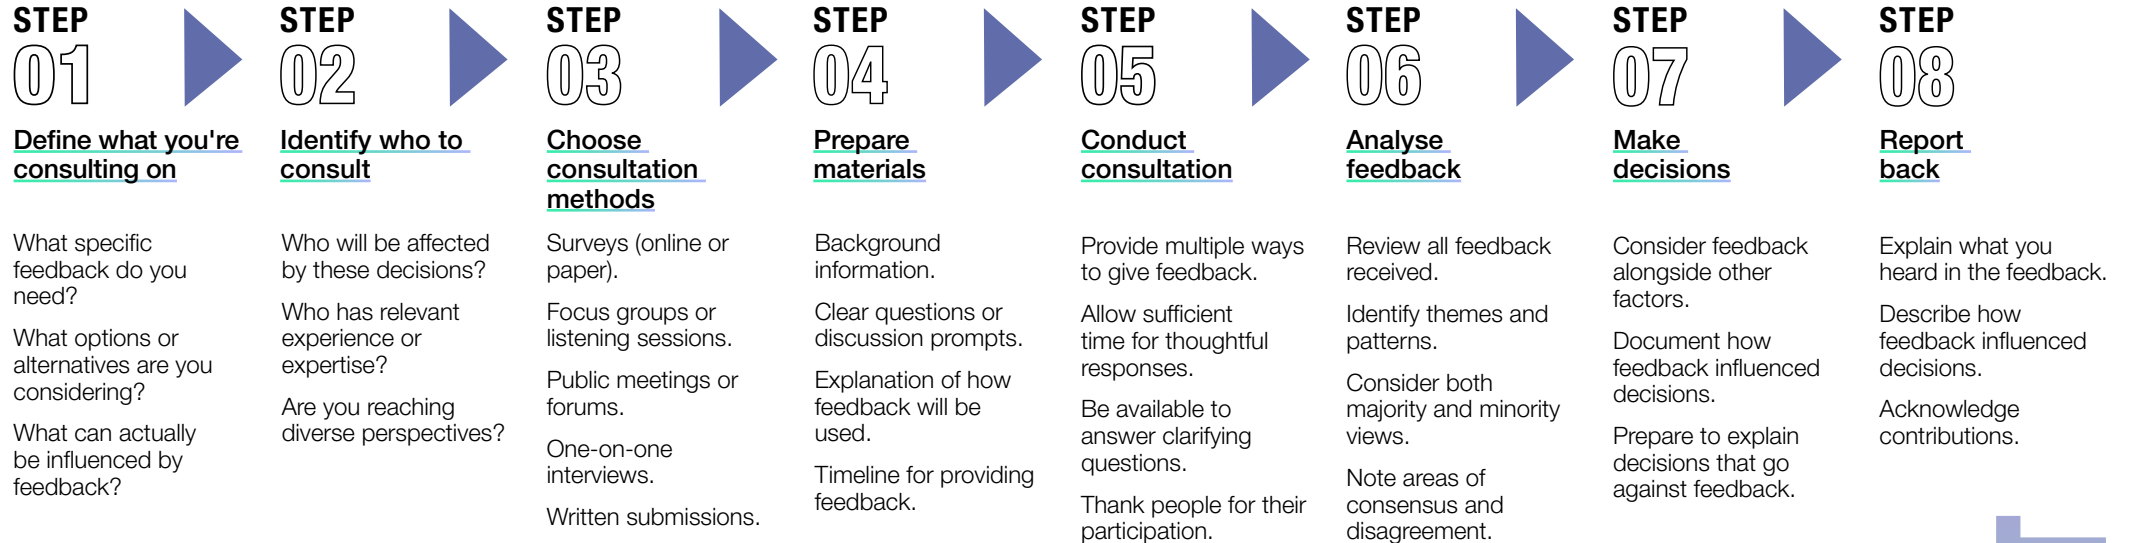 STEP
01
Define what you're
consulting on
What specific
feedback do you
need?
What options or
alternatives are you
considering?
What can actually
be influenced by
feedback?
STEP
02
Identify who to
consult
Who will be affected
by these decisions?
Who has relevant
experience or
expertise?
Are you reaching
diverse perspectives?
STEP
03
Choose
consultation
methods
Surveys (online or
paper).
Focus groups or
listening sessions.
Public meetings or
forums.
One-on-one
interviews.
Written submissions.
STEP
04
Prepare
materials
Background
information.
Clear questions or
discussion prompts.
Explanation of how
feedback will be
used.
Timeline for providing
feedback.
STEP
05
Conduct
consultation
Provide multiple ways
to give feedback.
Allow sufficient
time for thoughtful
responses.
Be available to
answer clarifying
questions.
Thank people for their
participation.
STEP
06
Analyse
feedback
Review all feedback
received.
Identify themes and
patterns.
Consider both
majority and minority
views.
Note areas of
consensus and
disagreement.
STEP
07
Make
decisions
Consider feedback
alongside other
factors.
Document how
feedback influenced
decisions.
Prepare to explain
decisions that go
against feedback.
STEP
08
Report
back
Explain what you
heard in the feedback.
Describe how
feedback influenced
decisions.
Acknowledge
contributions.